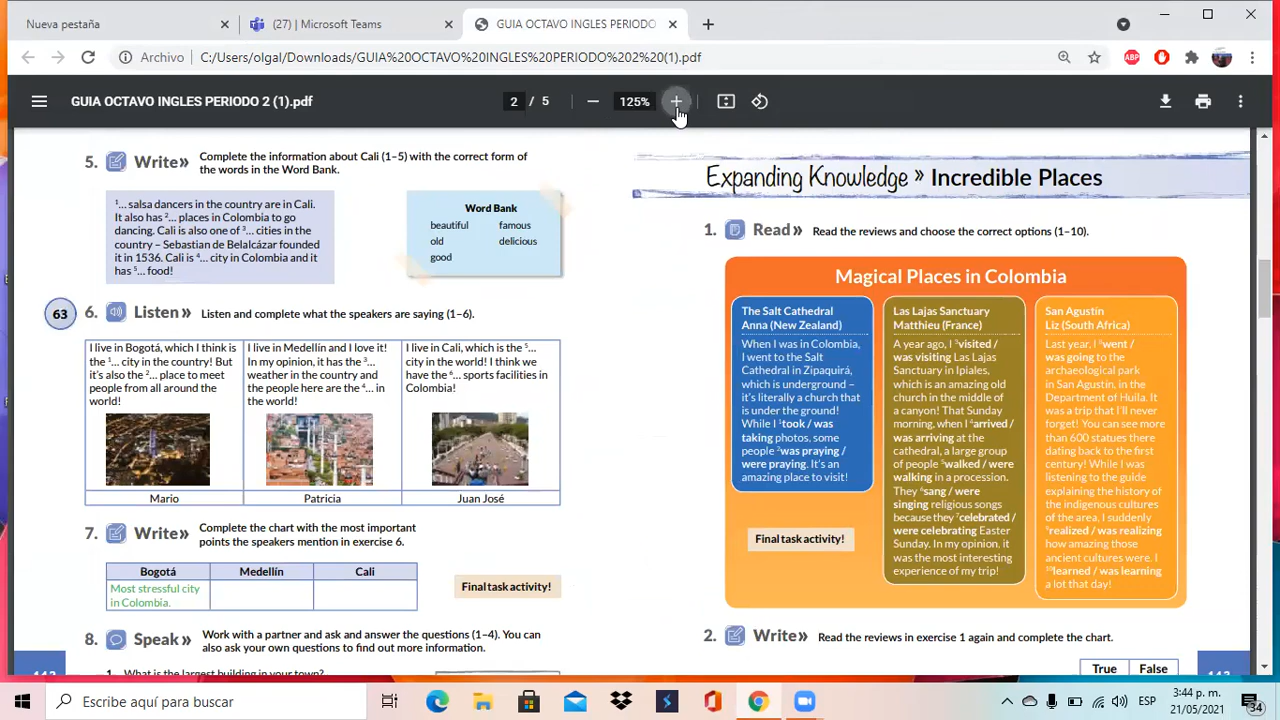 Nueva pestaña
(27) | Microsoft Teams
GUIA OCTAVO INGLES PERIODO
Archivo
C:/Users/olgal/Downloads/GUIA%20OCTAVO%20INGLES%20PERIODO%202%20(1).pdf
ABP
GUIA OCTAVO INGLES PERIODO 2 (1).pdf
2 / 5
125%
5. Write» Complete the information about Cali (1–5) with the correct form of
the words in the Word Bank.
1… salsa dancers in the country are in Cali.
It also has 2… places in Colombia to go
dancing. Cali is also one of 3… cities in the
country – Sebastian de Belalcázar founded
it in 1536. Cali is 4… city in Colombia and it
has 5… food!
Word Bank
beautiful famous
old delicious
good
63
6. Listen» Listen and complete what the speakers are saying (1–6).
I live in Bogotá, which I think is
the 1… city in the country! But
it's also the 2… place to meet
people from all around the
world!
Mario
I live in Medellín and I love it!
In my opinion, it has the 3…
weather in the country and
the people here are the 4… in
the world!
Patricia
I live in Cali, which is the 5…
city in the world! I think we
have the 6… sports facilities in
Colombia!
Juan José
7. Write» Complete the chart with the most important
points the speakers mention in exercise 6.
Bogotá Medellín Cali
Most stressful city
in Colombia.
Final task activity!
8. Speak» Work with a partner and ask and answer the questions (1–4). You can
also ask your own questions to find out more information.
1. What is the largest building in your town?
Expanding Knowledge » Incredible Places
1. Read» Read the reviews and choose the correct options (1–10).
Magical Places in Colombia
The Salt Cathedral
Anna (New Zealand)
When I was in Colombia,
I went to the Salt
Cathedral in Zipaquirá,
which is underground –
it's literally a church that
is under the ground!
While I 1took / was
taking photos, some
people 2was praying /
were praying. It's an
amazing place to visit!
Final task activity!
Las Lajas Sanctuary
Matthieu (France)
A year ago, I 3visited /
was visiting Las Lajas
Sanctuary in Ipiales,
which is an amazing old
church in the middle of
a canyon! That Sunday
morning, when I 4arrived /
was arriving at the
cathedral, a large group
of people 5walked / were
walking in a procession.
They 6sang / were
singing religious songs
because they 7celebrated /
were celebrating Easter
Sunday. In my opinion, it
was the most interesting
experience of my trip!
San Agustín
Liz (South Africa)
Last year, I 8went /
was going to the
archaeological park
in San Agustín, in the
Department of Huila. It
was a trip that I'll never
forget! You can see more
than 600 statues there
dating back to the first
century! While I was
listening to the guide
explaining the history of
the indigenous cultures
of the area, I suddenly
9realized / was realizing
how amazing those
ancient cultures were. I
10learned / was learning
a lot that day!
2. Write» Read the reviews in exercise 1 again and complete the chart.
True False
Escribe aquí para buscar
ESP
3:44 p. m.
21/05/2021
34